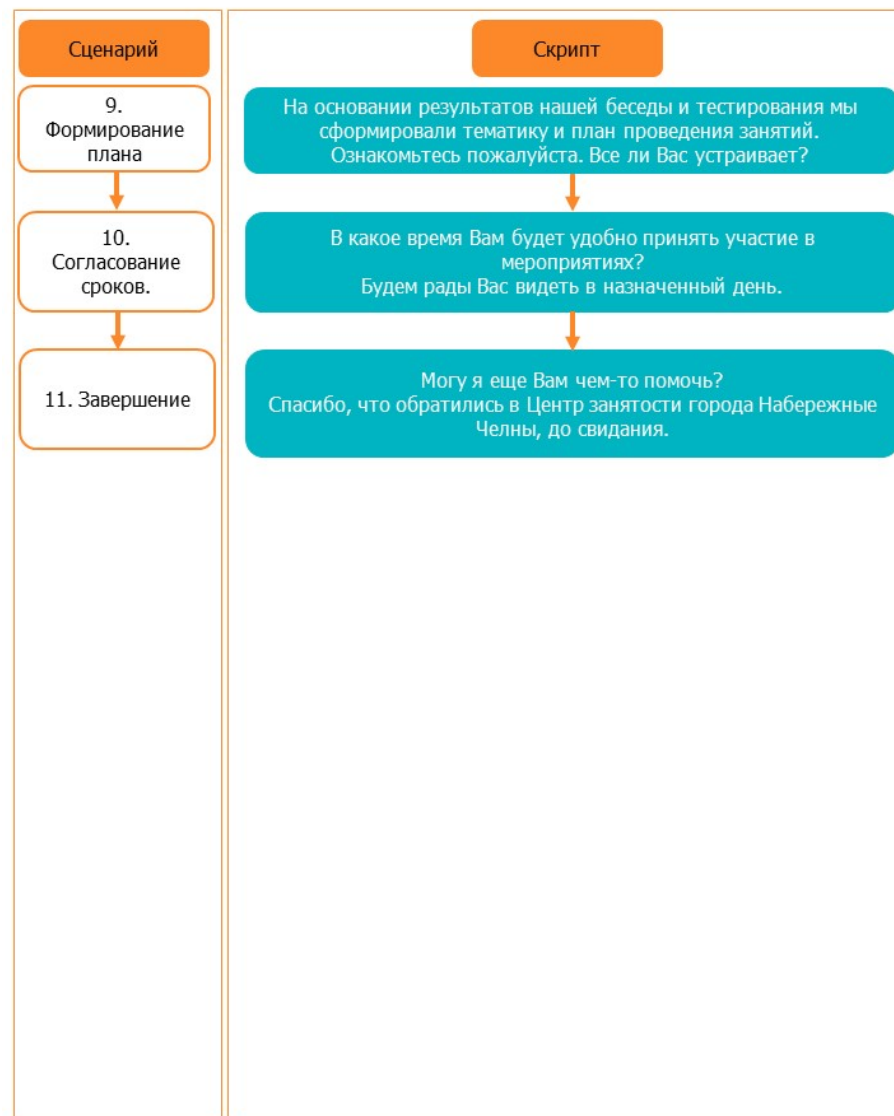 Сценарий
Скрипт
9.
Формирование
плана
На основании результатов нашей беседы и тестирования мы
сформировали тематику и план проведения занятий.
Ознакомьтесь пожалуйста. Все ли Вас устраивает?
10.
Согласование
сроков.
В какое время Вам будет удобно принять участие в
мероприятиях?
Будем рады Вас видеть в назначенный день.
11. Завершение
Могу я еще Вам чем-то помочь?
Спасибо, что обратились в Центр занятости города Набережные
Челны, до свидания.